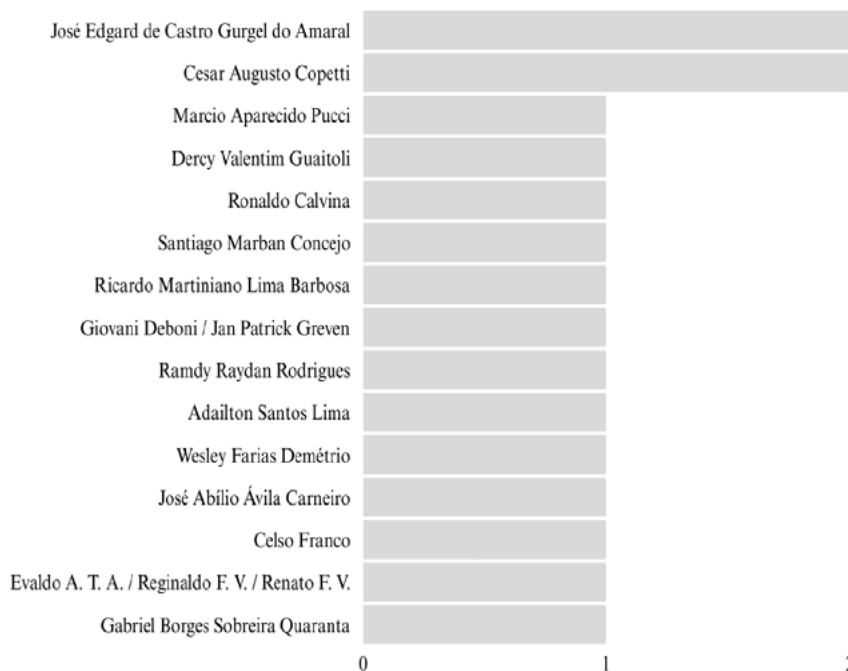 José Edgard de Castro Gurgel do Amaral
Cesar Augusto Copetti
Marcio Aparecido Pucci
Dercy Valentim Guaitoli
Ronaldo Calvina
Santiago Marban Concejo
Ricardo Martiniano Lima Barbosa
Giovani Deboni / Jan Patrick Greven
Ramdy Raydan Rodrigues
Adailton Santos Lima
Wesley Farias Demétrio
José Abílio Ávila Carneiro
Celso Franco
Evaldo A. T. A. / Reginaldo F. V. / Renato F. V.
Gabriel Borges Sobreira Quaranta
0 1 2